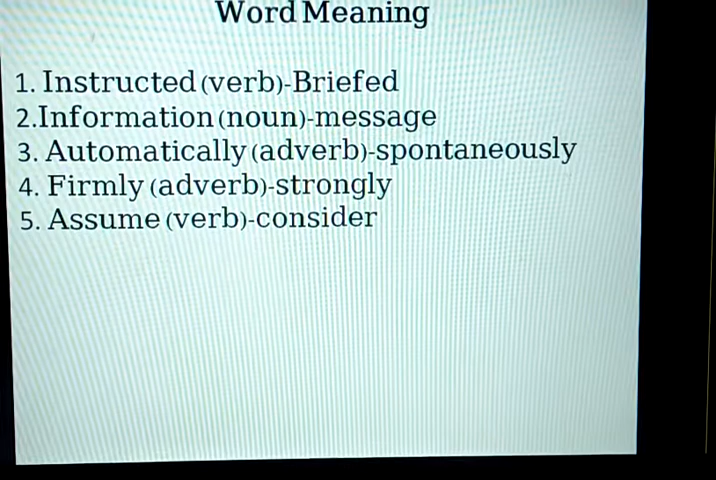 Word Meaning
1. Instructed (verb)-Briefed
2.Information (noun)-message
3. Automatically (adverb)-spontaneously
4. Firmly (adverb)-strongly
5. Assume (verb)-consider